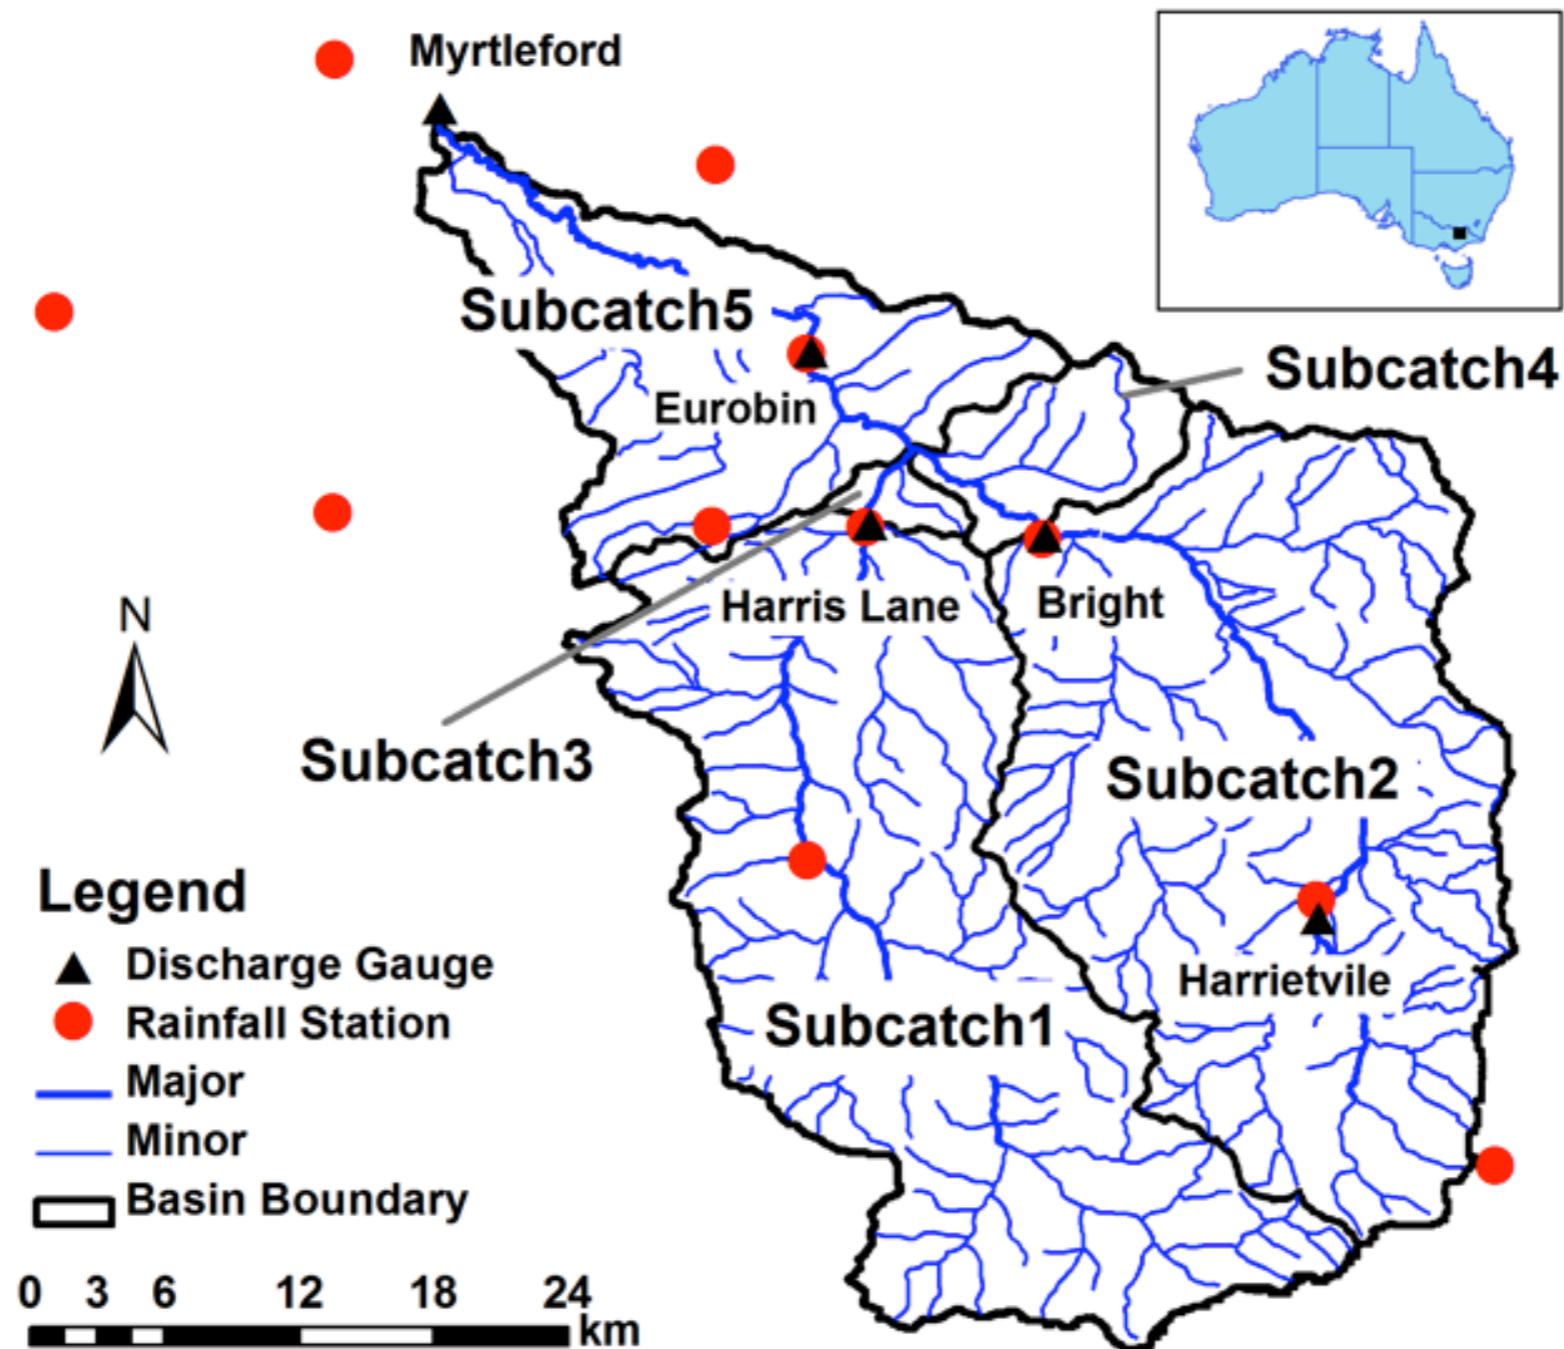 Myrtleford
Subcatch5
Subcatch4
Eurobin
Harris Lane
Bright
N
Subcatch3
Subcatch2
Harrietvile
Subcatch1
Legend
Discharge Gauge
Rainfall Station
Major
Minor
Basin Boundary
0 3 6 12 18 24
km